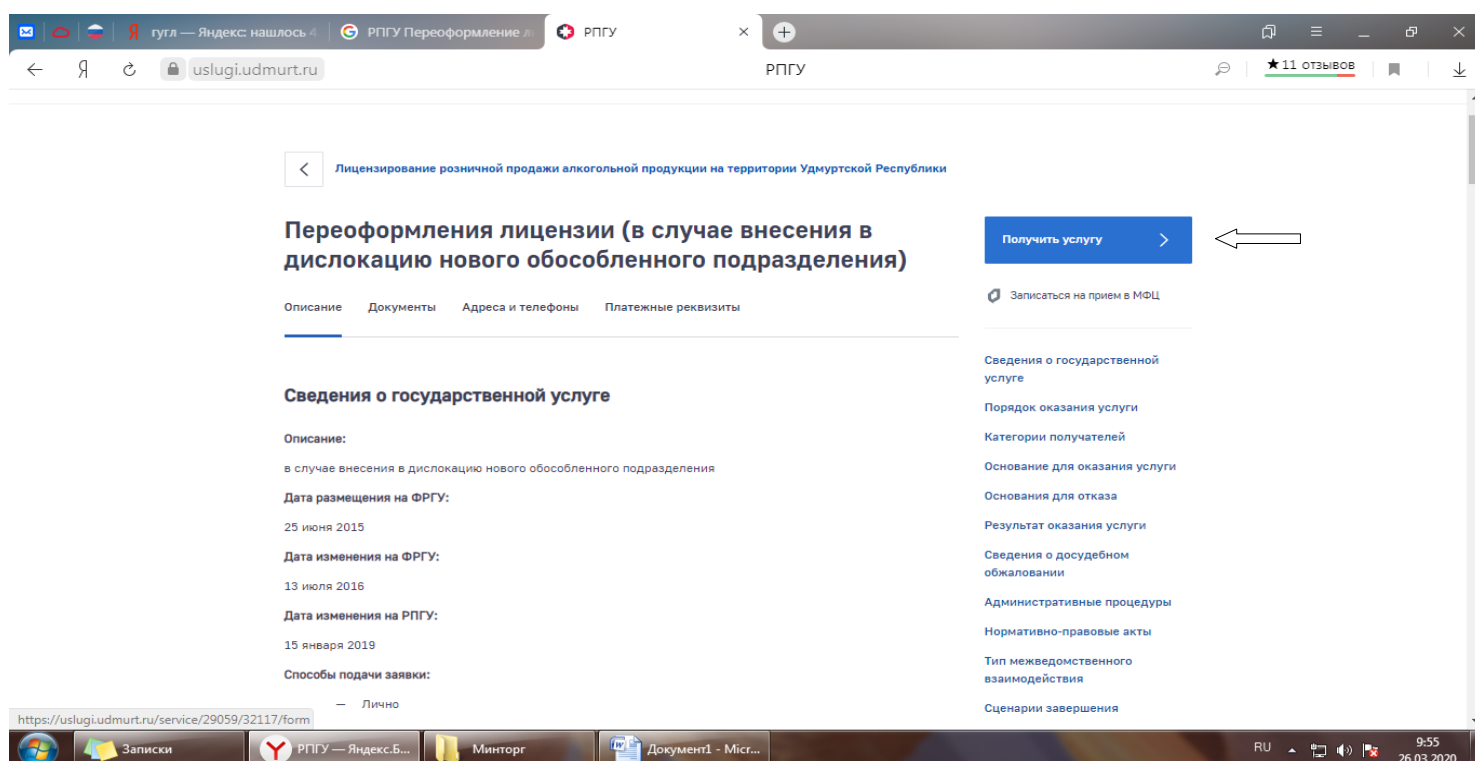 гугл — Яндекс: нашлось 4
РПГУ Переоформление л
РПГУ
uslugi.udmurt.ru
РПГУ
★11 отзывов
Лицензирование розничной продажи алкогольной продукции на территории Удмуртской Республики
Переоформления лицензии (в случае внесения в
дислокацию нового обособленного подразделения)
Получить услугу
Записаться на прием в МФЦ
Описание Документы Адреса и телефоны Платежные реквизиты
Сведения о государственной услуге
Описание:
в случае внесения в дислокацию нового обособленного подразделения
Дата размещения на ФРГУ:
25 июня 2015
Дата изменения на ФРГУ:
13 июля 2016
Дата изменения на РПГУ:
15 января 2019
Способы подачи заявки:
— Лично
Сведения о государственной
услуге
Порядок оказания услуги
Категории получателей
Основание для оказания услуги
Основания для отказа
Результат оказания услуги
Сведения о досудебном
обжаловании
Административные процедуры
Нормативно-правовые акты
Тип межведомственного
взаимодействия
Сценарии завершения
https://uslugi.udmurt.ru/service/29059/32117/form
Записки
РПГУ — Яндекс.Б...
Минторг
Документ1 - Micr...
RU
9:55
26.03.2020